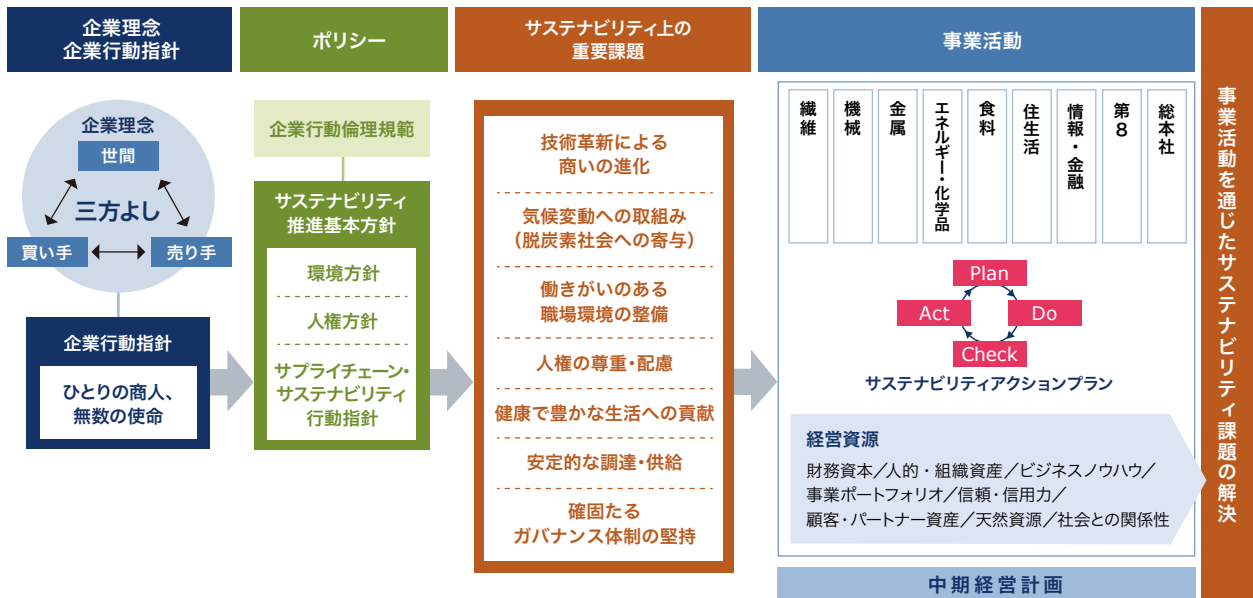 企業理念
企業行動指針
ポリシー
サステナビリティ上の
重要課題
事業活動
企業理念
世間
三方よし
買い手
売り手
企業行動指針
ひとりの商人、
無数の使命
企業行動倫理規範
サステナビリティ
推進基本方針
環境方針
人権方針
サプライチェーン・
サステナビリティ
行動指針
技術革新による
商いの進化
気候変動への取組み
(脱炭素社会への寄与)
働きがいのある
職場環境の整備
人権の尊重・配慮
健康で豊かな生活への貢献
安定的な調達・供給
確固たる
ガバナンス体制の堅持
繊維
機械
金属
エネルギー・化学品
食料
住生活
情報・金融
第8
総本社
Plan
Act
Do
Check
サステナビリティアクションプラン
経営資源
財務資本/人的・組織資産/ビジネスノウハウ/
事業ポートフォリオ/信頼・信用力/
顧客・パートナー資産/天然資源/社会との関係性
中期経営計画
事業活動を通じたサステナビリティ課題の解決